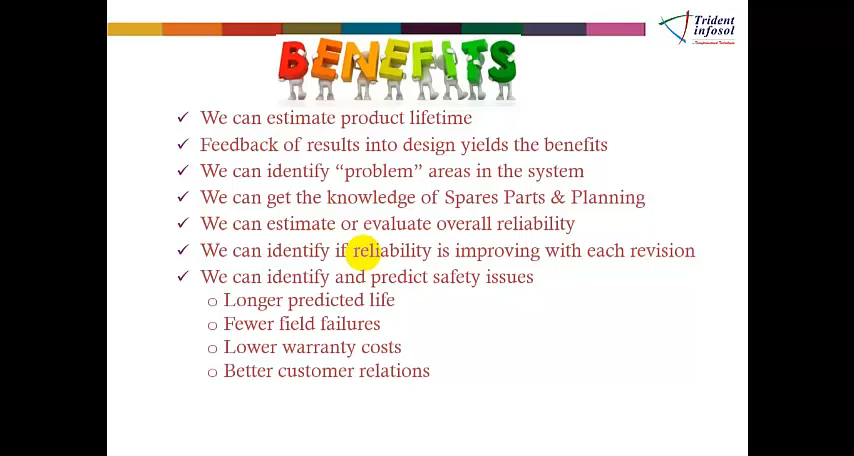 Trident
infosol
BENEFITS
We can estimate product lifetime
Feedback of results into design yields the benefits
We can identify “problem” areas in the system
We can get the knowledge of Spares Parts & Planning
We can estimate or evaluate overall reliability
We can identify if reliability is improving with each revision
We can identify and predict safety issues
Longer predicted life
Fewer field failures
Lower warranty costs
Better customer relations